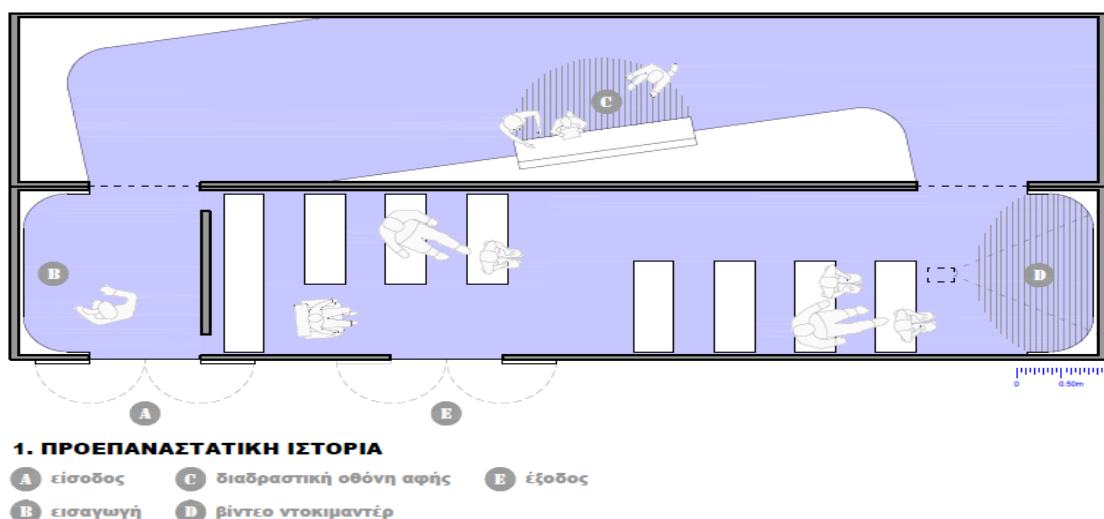 C
B
D
0 0.50m
A E
1. ΠΡΟΕΠΑΝΑΣΤΑΤΙΚΗ ΙΣΤΟΡΙΑ
A είσοδος C διαδραστική οθόνη αφής E έξοδος
B εισαγωγή D βίντεο ντοκιμαντέρ